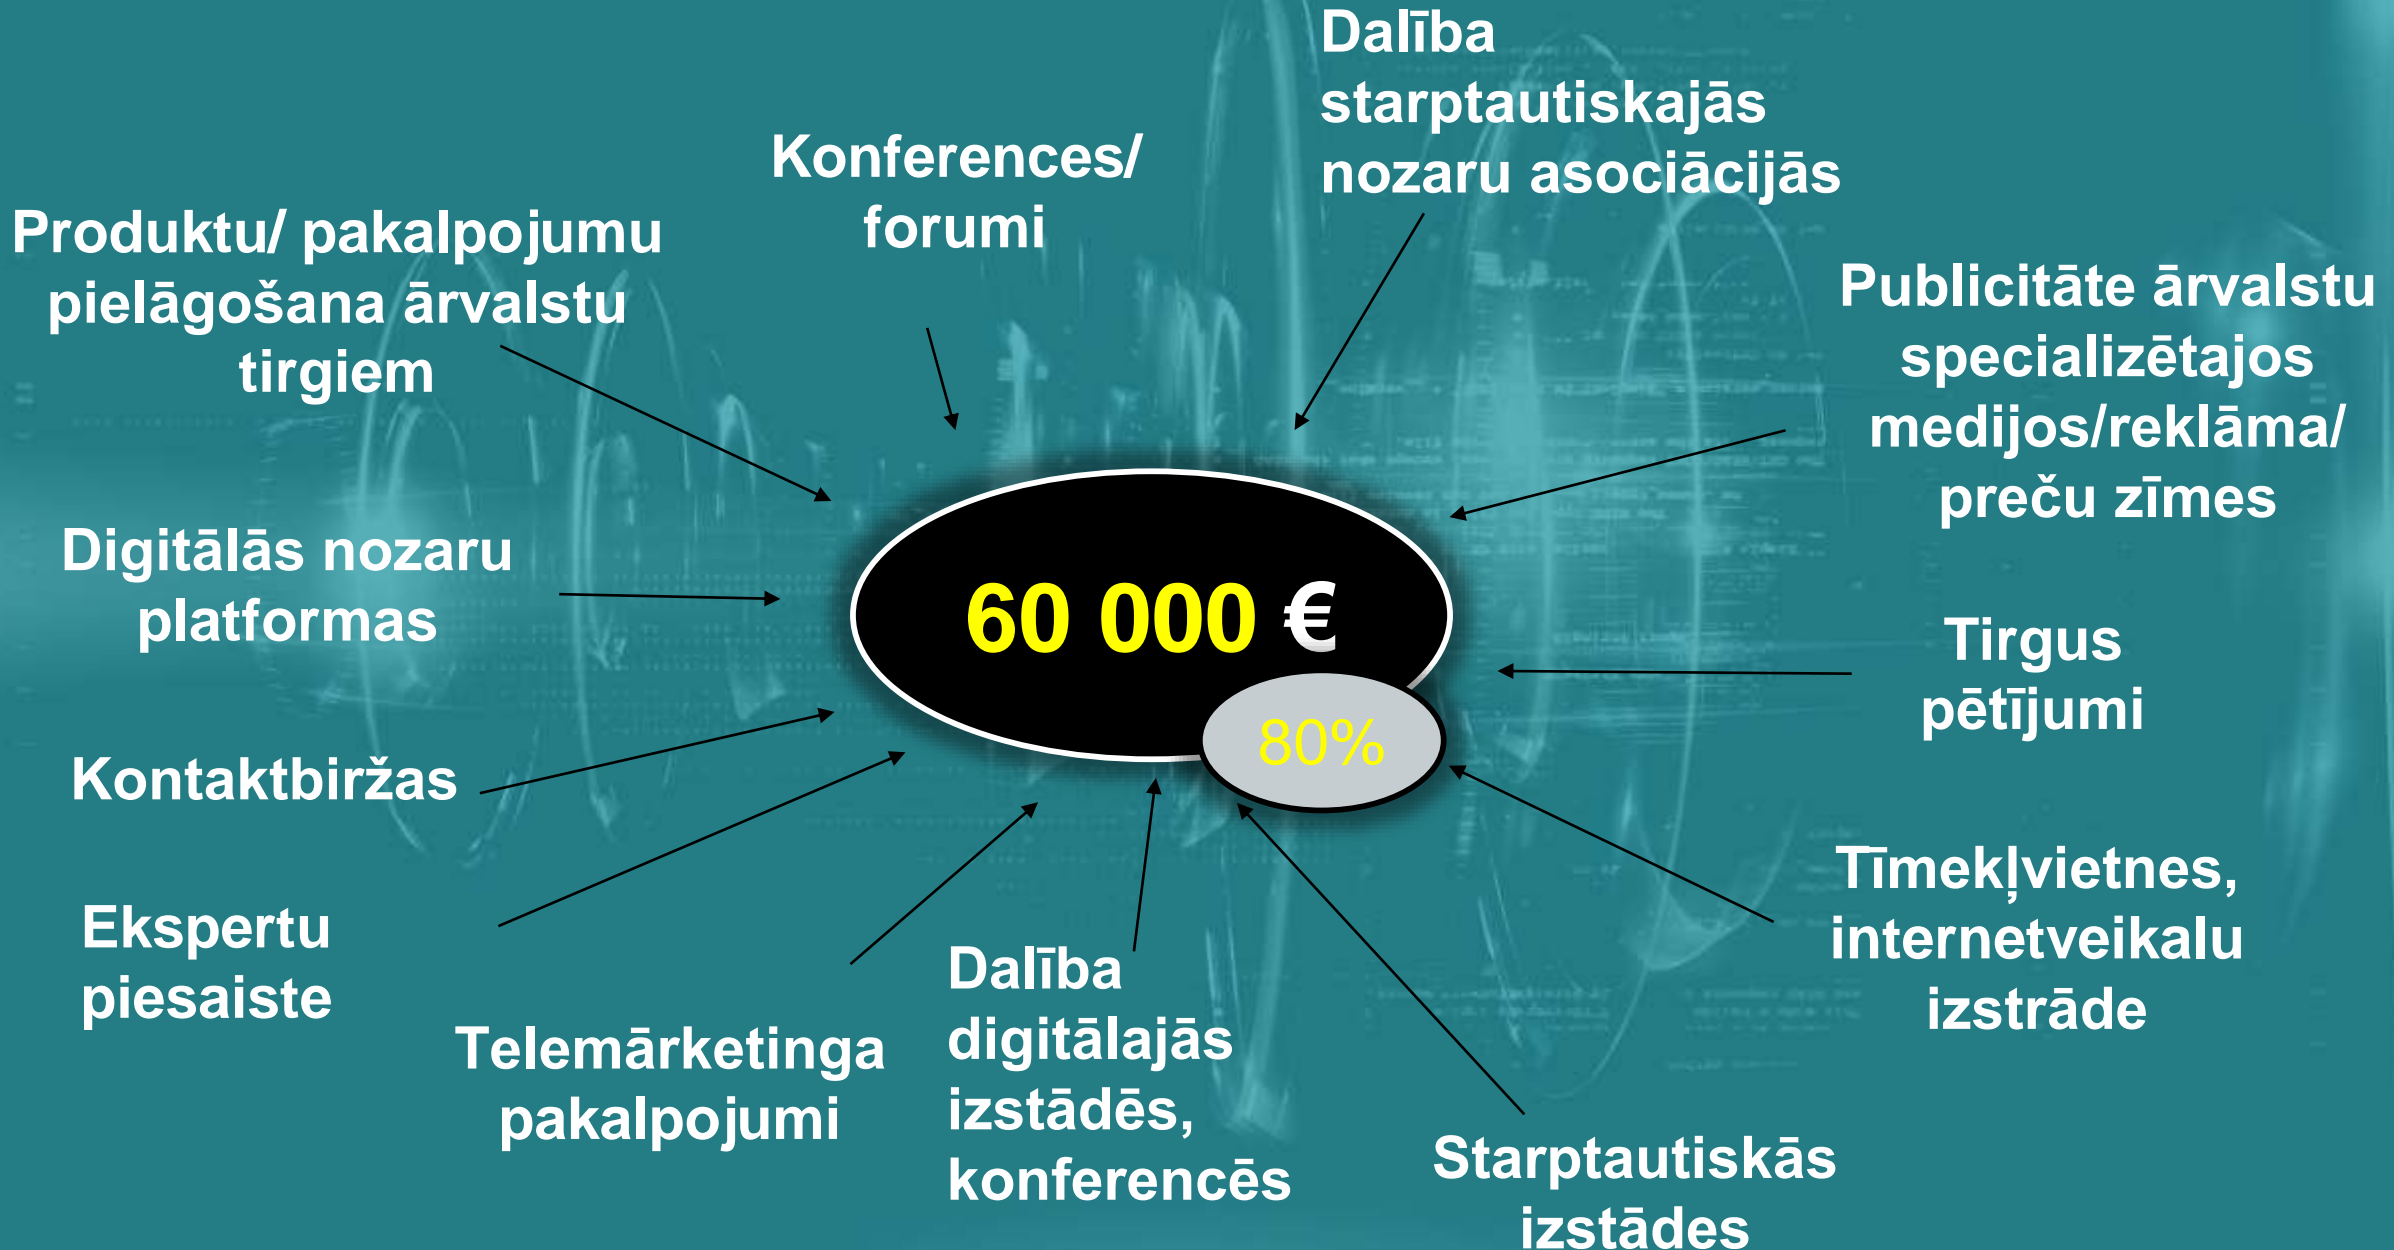 Dalība
starptautiskajās
nozaru asociācijās
Konferences/
forumi
Produktu/ pakalpojumu
pielāgošana ārvalstu
tirgiem
Publicitāte ārvalstu
specializētajos
medijos/reklāma/
preču zīmes
Digitālās nozaru
platformas
60 000 €
80%
Tirgus
pētījumi
Kontaktbiržas
Ekspertu
piesaiste
Tīmekļvietnes,
internetveikalu
izstrāde
Telemārketinga
pakalpojumi
Dalība
digitālajās
izstādēs,
konferencēs
Starptautiskās
izstādes